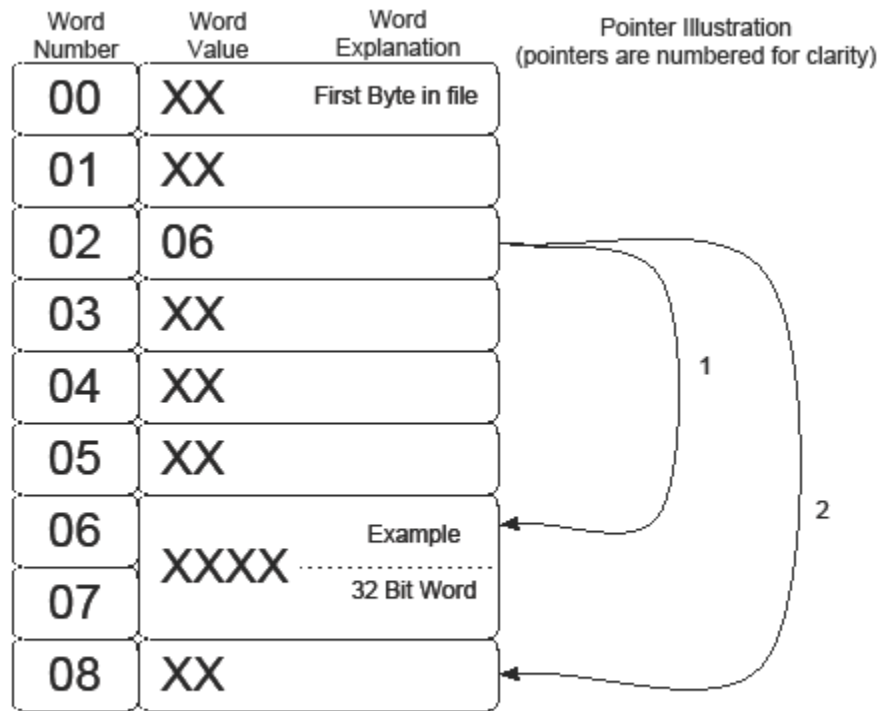 Word Number
Word Value
Word Explanation
Pointer Illustration
(pointers are numbered for clarity)
00 XX First Byte in file
01 XX
02 06
03 XX
04 XX
1
05 XX
06
XXXX
Example
32 Bit Word
2
07
08 XX